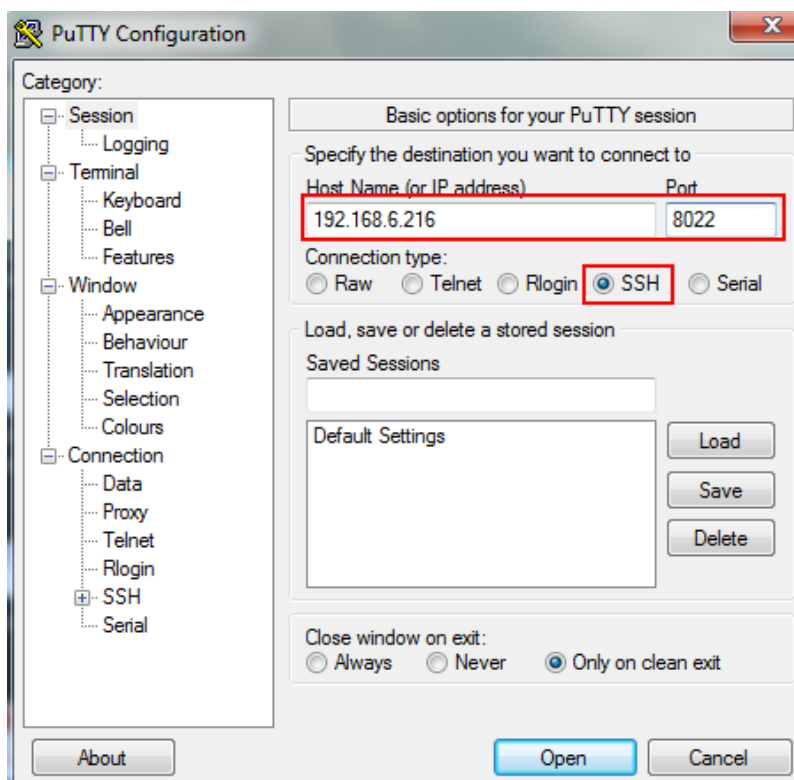 PuTTY Configuration
Category:
Session
Logging
Terminal
Keyboard
Bell
Features
Window
Appearance
Behaviour
Translation
Selection
Colours
Connection
Data
Proxy
Telnet
Rlogin
SSH
Serial
Basic options for your PuTTY session
Specify the destination you want to connect to
Host Name (or IP address) Port
192.168.6.216 8022
Connection type:
Raw Telnet Rlogin SSH Serial
Load, save or delete a stored session
Saved Sessions
Default Settings
Load
Save
Delete
Close window on exit:
Always Never Only on clean exit
About Open Cancel